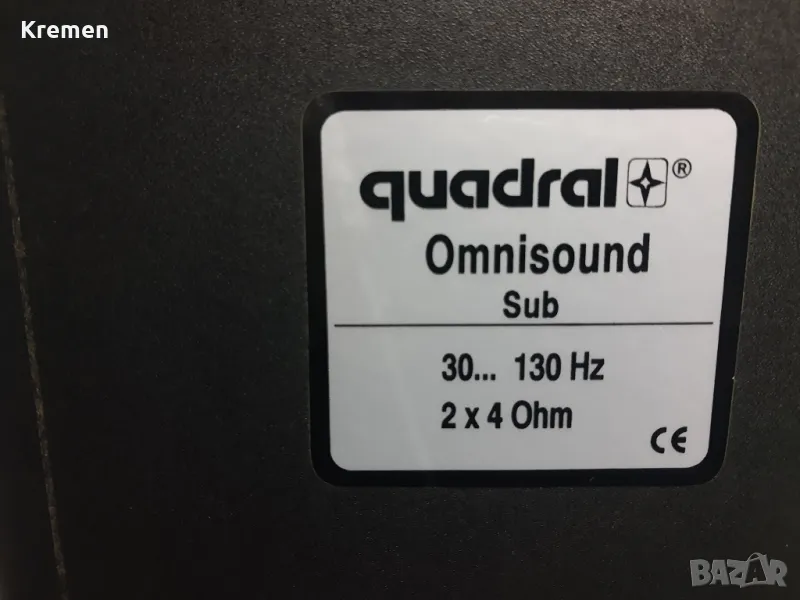 Kremen
quadral®
Omnisound
Sub
30... 130 Hz
2 x 4 Ohm
CE
BAZAR